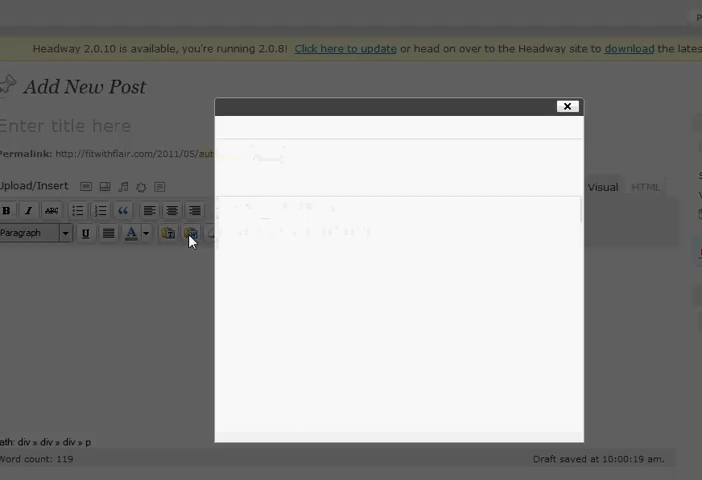 Headway 2.0.10 is available, you're running 2.0.8! Click here to update or head on over to the Headway site to download the lates
Add New Post
Enter title here
Permalink: http://fitwithflair.com/2011/05/aut
Upload/Insert
Visual HTML
B I ABC
Paragraph U A
ath: div » div » div » p
Word count: 119
Draft saved at 10:00:19 am.